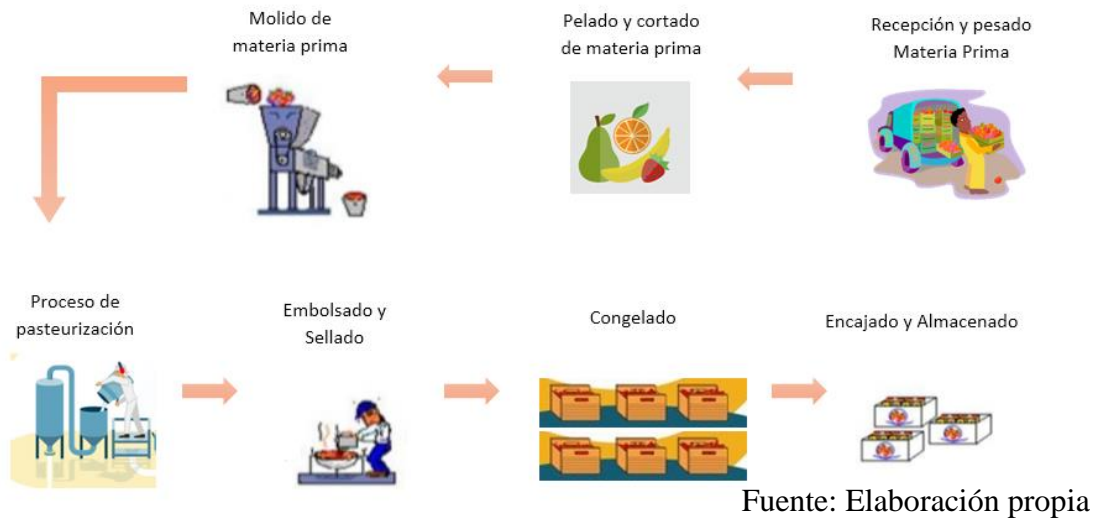 Recepción y pesado
Materia Prima
Pelado y cortado
de materia prima
Molido de
materia prima
Proceso de
pasteurización
Embolsado y
Sellado
Congelado
Encajado y Almacenado
Fuente: Elaboración propia